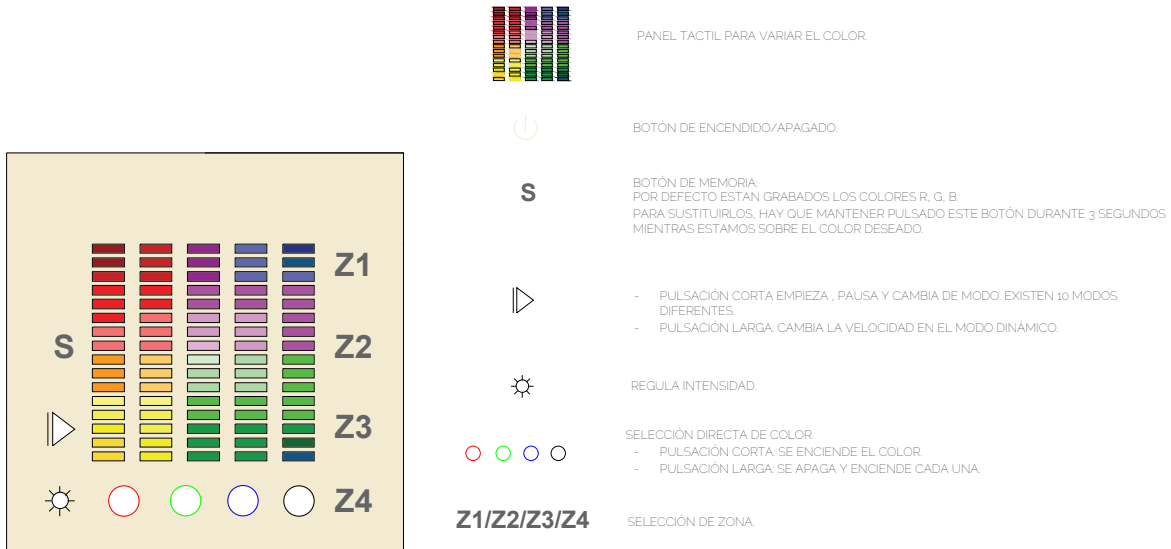 PANEL TACTIL PARA VARIAR EL COLOR.
BOTÓN DE ENCENDIDO/APAGADO.
S
BOTÓN DE MEMORIA:
POR DEFECTO ESTAN GRABADOS LOS COLORES R, G, B.
PARA SUSTITUIRLOS, HAY QUE MANTENER PULSADO ESTE BOTÓN DURANTE 3 SEGUNDOS
MIENTRAS ESTAMOS SOBRE EL COLOR DESEADO.
- PULSACIÓN CORTA EMPIEZA , PAUSA Y CAMBIA DE MODO. EXISTEN 10 MODOS
DIFERENTES.
- PULSACIÓN LARGA: CAMBIA LA VELOCIDAD EN EL MODO DINÁMICO.
REGULA INTENSIDAD.
SELECCIÓN DIRECTA DE COLOR.
- PULSACIÓN CORTA: SE ENCIENDE EL COLOR.
- PULSACIÓN LARGA: SE APAGA Y ENCIENDE CADA UNA.
Z1/Z2/Z3/Z4
SELECCIÓN DE ZONA.
Z1
S
Z2
Z3
Z4